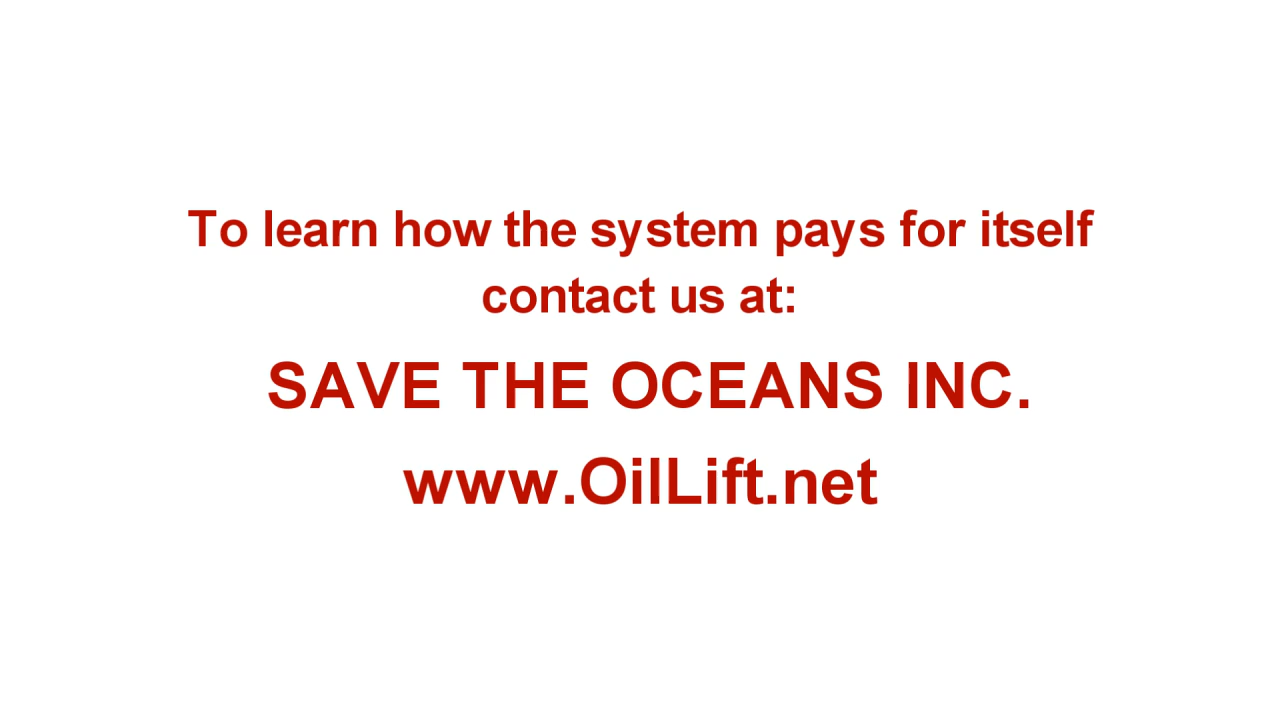 To learn how the system pays for itself
contact us at:
SAVE THE OCEANS INC.
www.OilLift.net